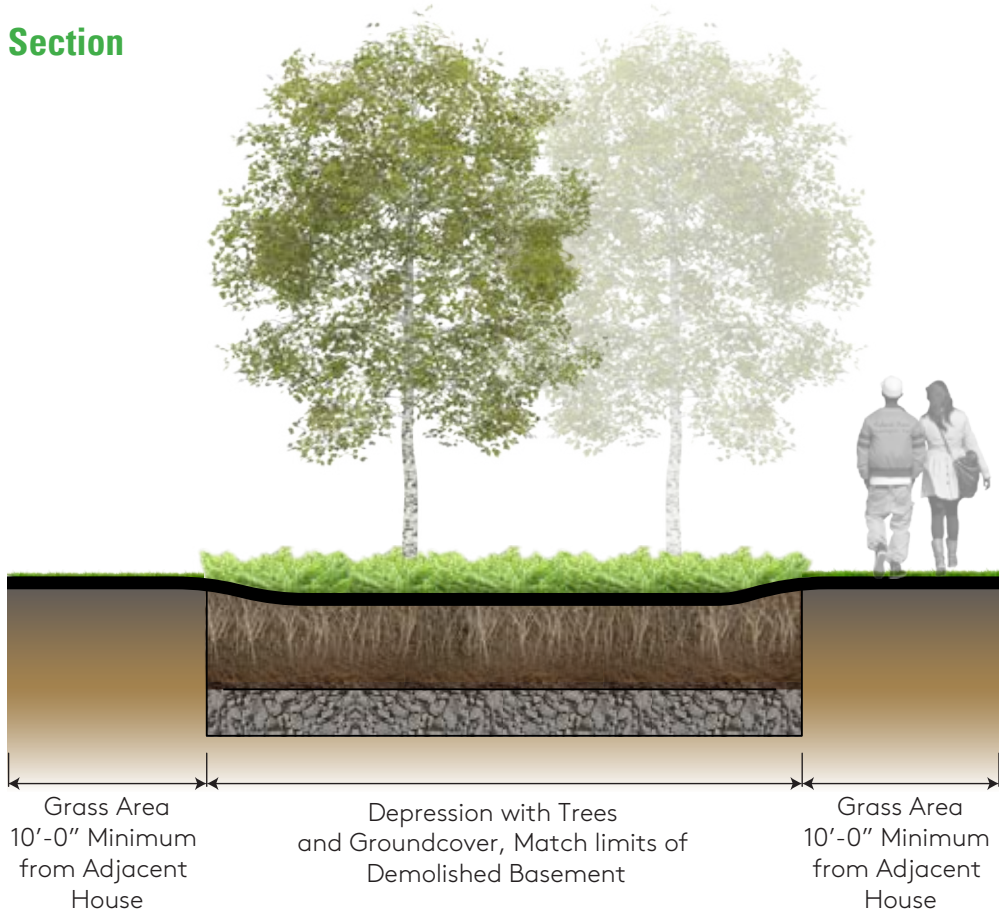 Section
Grass Area
10'-0" Minimum
from Adjacent
House
Depression with Trees
and Groundcover, Match limits of
Demolished Basement
Grass Area
10'-0" Minimum
from Adjacent
House